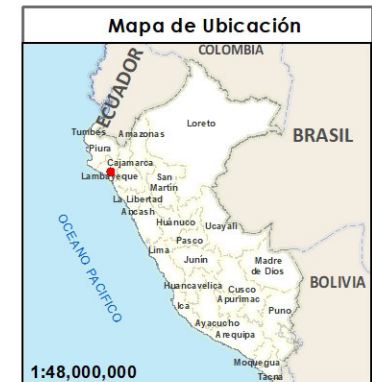 Mapa de Ubicación
COLOMBIA
ECUADOR
Loreto
Tumbes
Amazonas
BRASIL
Piura
Cajamarca
Lambayeque
San
Martín
La Libertad
Ancash
Huánuco
Ucayali
Pasco
Lima
Junín
Madre
de Dios
Huancavelica
Cusco
BOLIVIA
Apurimac
Ica
Puno
Ayacucho
Arequipa
Moquegua
Tacna
OCEANO PACIFICO
1:48,000,000